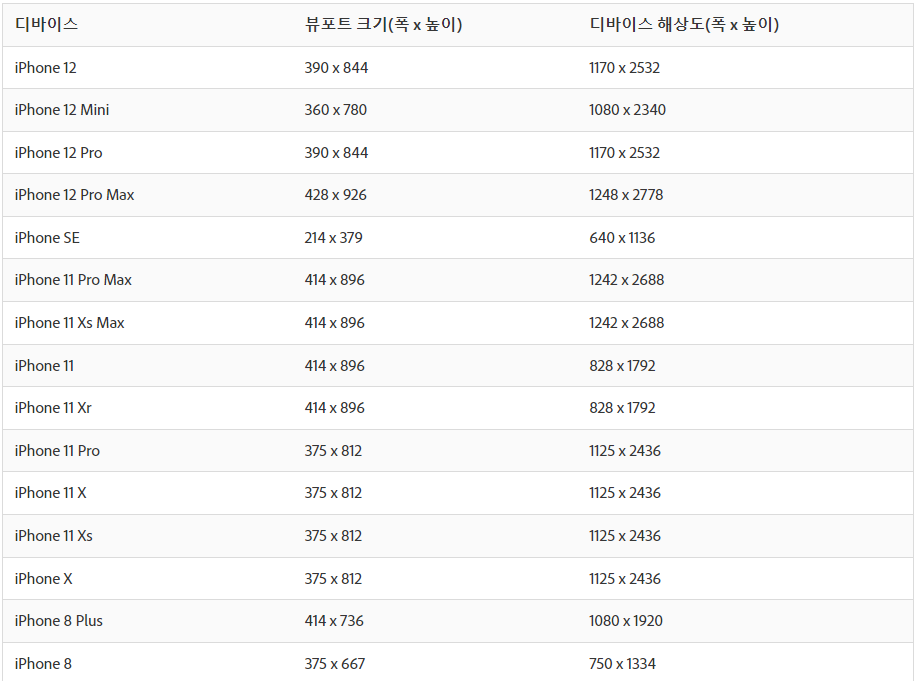 디바이스 뷰포트 크기(폭 x 높이) 디바이스 해상도(폭 x 높이)
iPhone 12 390 x 844 1170 x 2532
iPhone 12 Mini 360 x 780 1080 x 2340
iPhone 12 Pro 390 x 844 1170 x 2532
iPhone 12 Pro Max 428 x 926 1248 x 2778
iPhone SE 214 x 379 640 x 1136
iPhone 11 Pro Max 414 x 896 1242 x 2688
iPhone 11 Xs Max 414 x 896 1242 x 2688
iPhone 11 414 x 896 828 x 1792
iPhone 11 Xr 414 x 896 828 x 1792
iPhone 11 Pro 375 x 812 1125 x 2436
iPhone 11 X 375 x 812 1125 x 2436
iPhone 11 Xs 375 x 812 1125 x 2436
iPhone X 375 x 812 1125 x 2436
iPhone 8 Plus 414 x 736 1080 x 1920
iPhone 8 375 x 667 750 x 1334